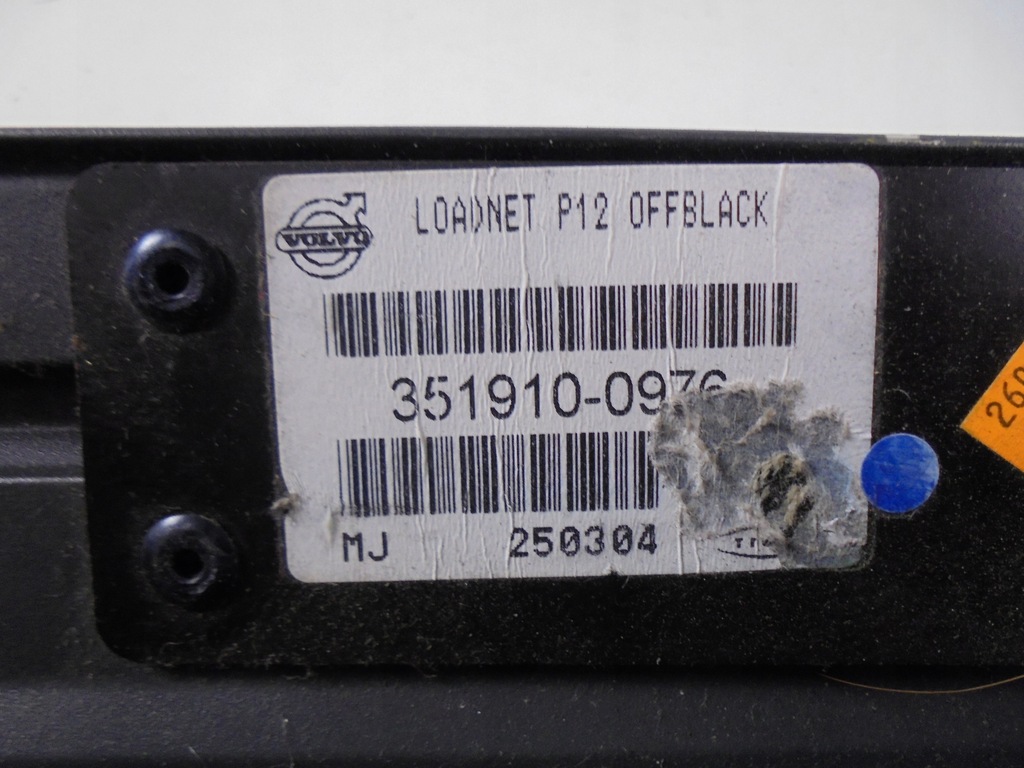 VOLVO
LOADNET P12 OFFBLACK
351910-0976
MJ 250304